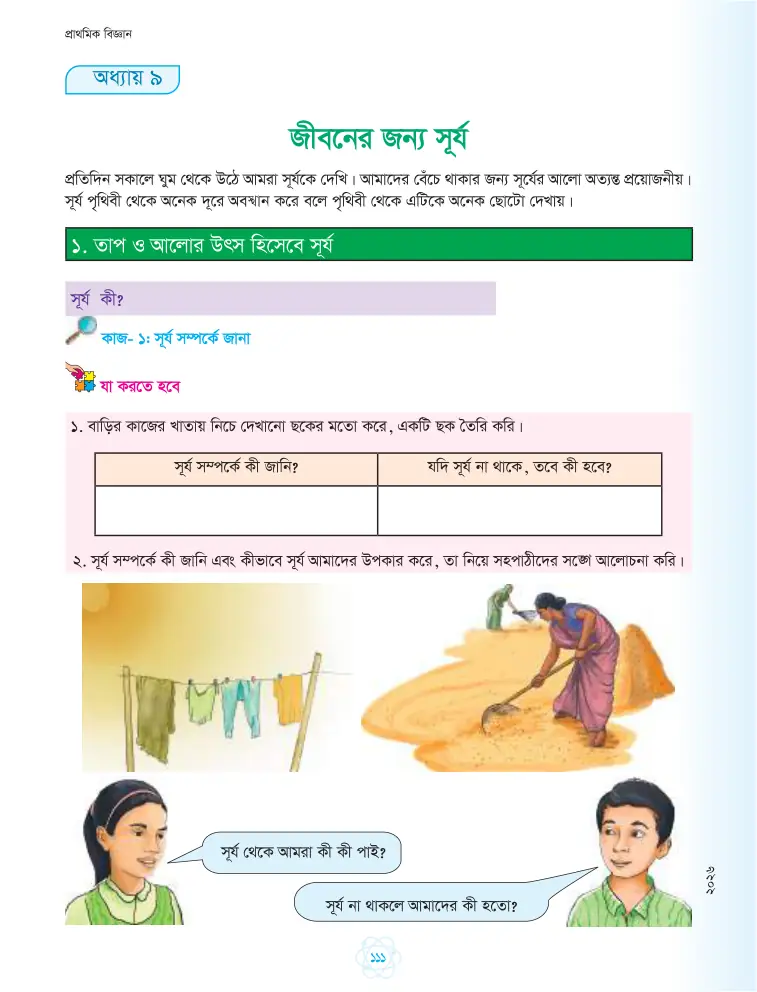 প্রাথমিক বিজ্ঞান
অধ্যায় ৯
জীবনের জন্য সূর্য
প্রতিদিন সকালে ঘুম থেকে উঠে আমরা সূর্যকে দেখি। আমাদের বেঁচে থাকার জন্য সূর্যের আলো অত্যন্ত প্রয়োজনীয়।
সূর্য পৃথিবী থেকে অনেক দূরে অবস্থান করে বলে পৃথিবী থেকে এটিকে অনেক ছোটো দেখায়।
১. তাপ ও আলোর উৎস হিসেবে সূর্য
সূর্য কী?
কাজ- ১: সূর্য সম্পর্কে জানা
যা করতে হবে
১. বাড়ির কাজের খাতায় নিচে দেখানো ছকের মতো করে, একটি ছক তৈরি করি।
সূর্য সম্পর্কে কী জানি?
যদি সূর্য না থাকে, তবে কী হবে?
২. সূর্য সম্পর্কে কী জানি এবং কীভাবে সূর্য আমাদের উপকার করে, তা নিয়ে সহপাঠীদের সঙ্গে আলোচনা করি।
সূর্য থেকে আমরা কী কী পাই?
সূর্য না থাকলে আমাদের কী হতো?
২০২৬
১১১